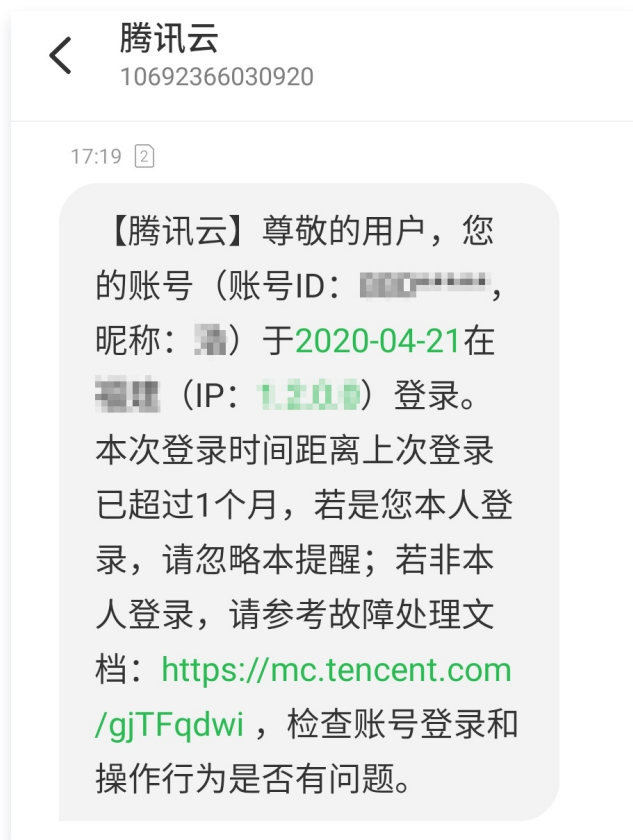 腾讯云
10692366030920
17:19 2
【腾讯云】尊敬的用户，您
的账号（账号ID：*****，
昵称：）于2020-04-21在
（IP：）登录。
本次登录时间距离上次登录
已超过1个月，若是您本人登
录，请忽略本提醒；若非本
人登录，请参考故障处理文
档：https://mc.tencent.com
/gjTFqdwi ，检查账号登录和
操作行为是否有问题。